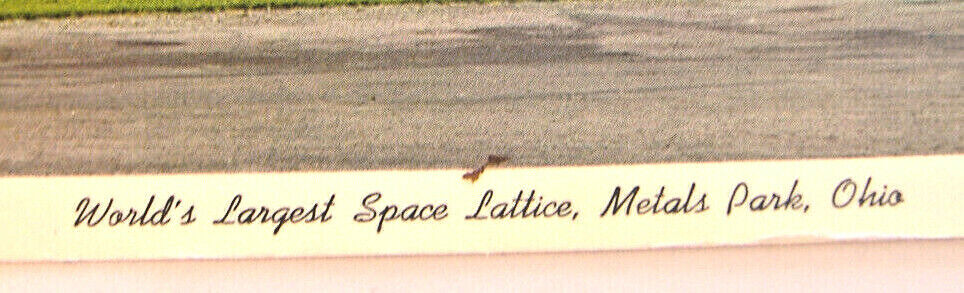 World's Largest Space Lattice, Metals Park, Ohio